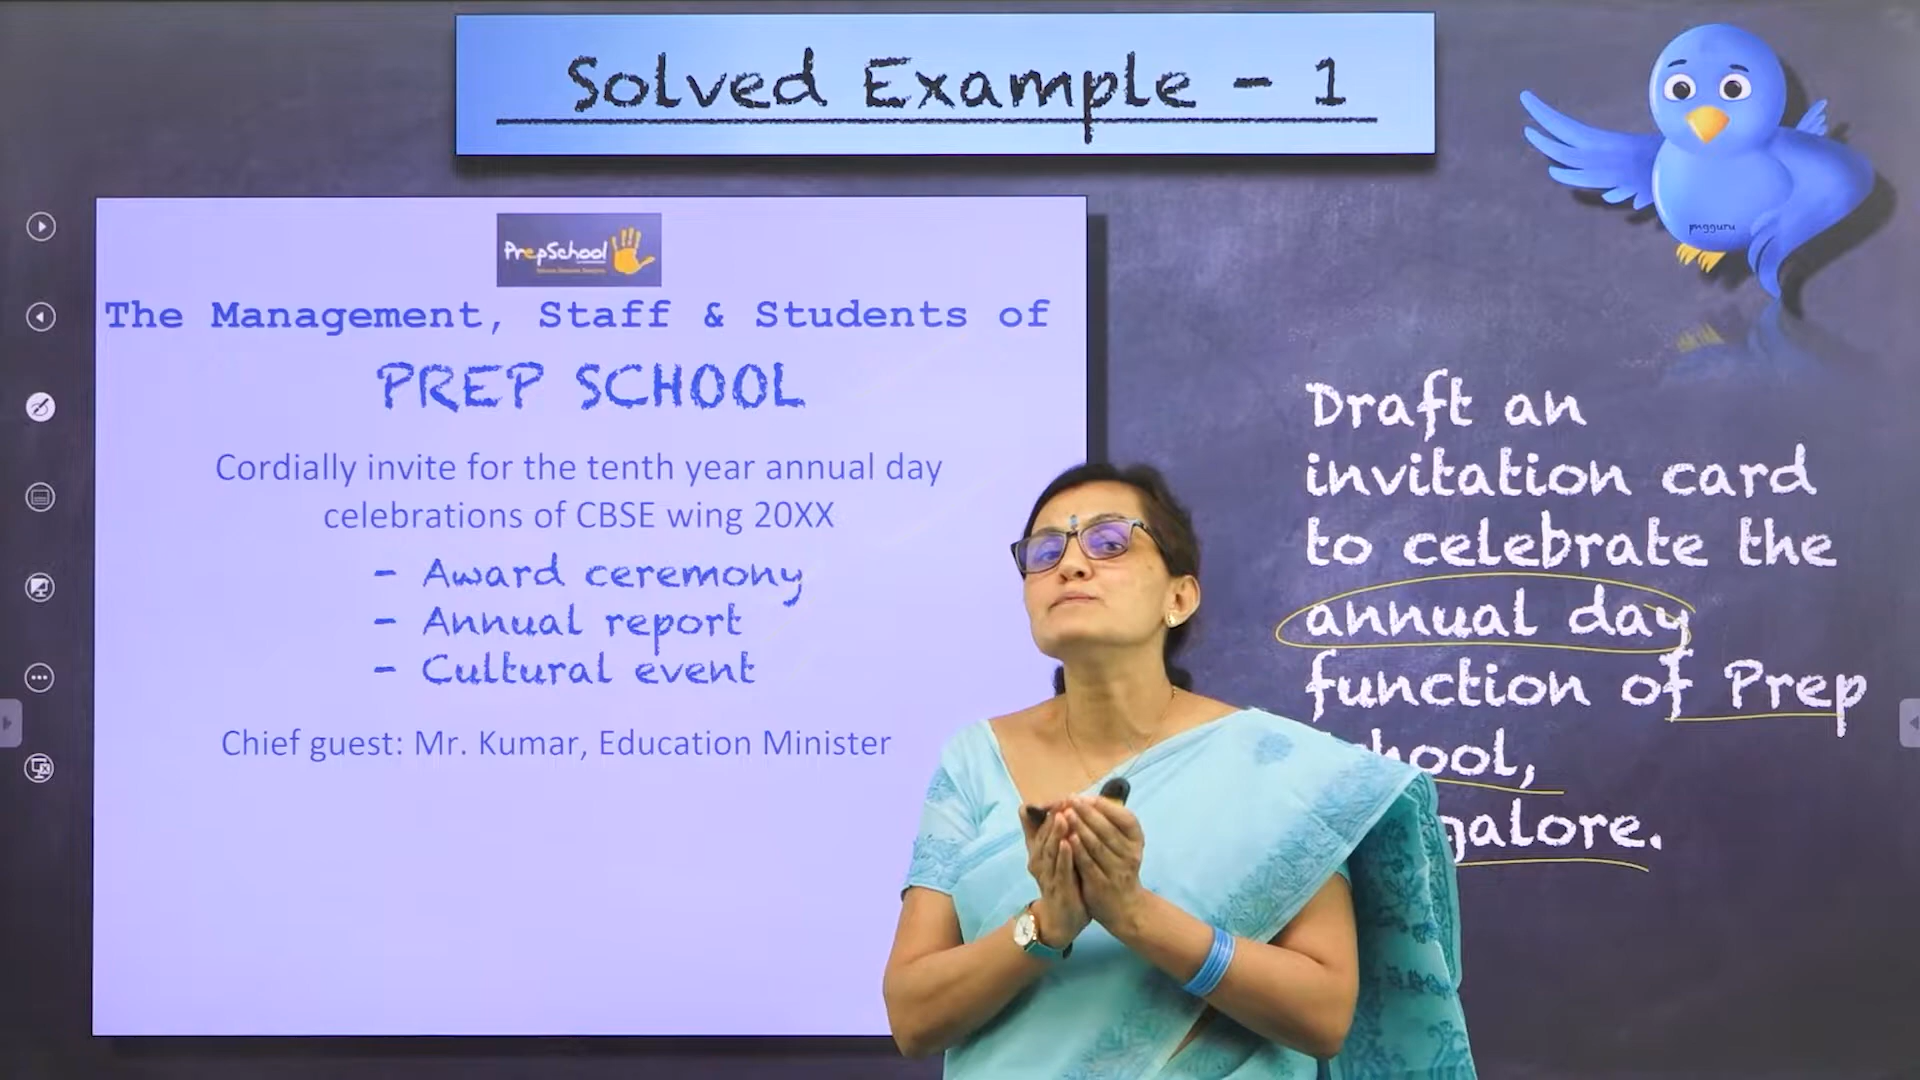 Solved Example - 1
PrepSchool
The Management, Staff & Students of
PREP SCHOOL
Cordially invite for the tenth year annual day
celebrations of CBSE wing 20XX
- Award ceremony
- Annual report
- Cultural event
Chief guest: Mr. Kumar, Education Minister
pngguru
Draft an
invitation card
to celebrate the
annual day
function of Prep
hool,
galore.